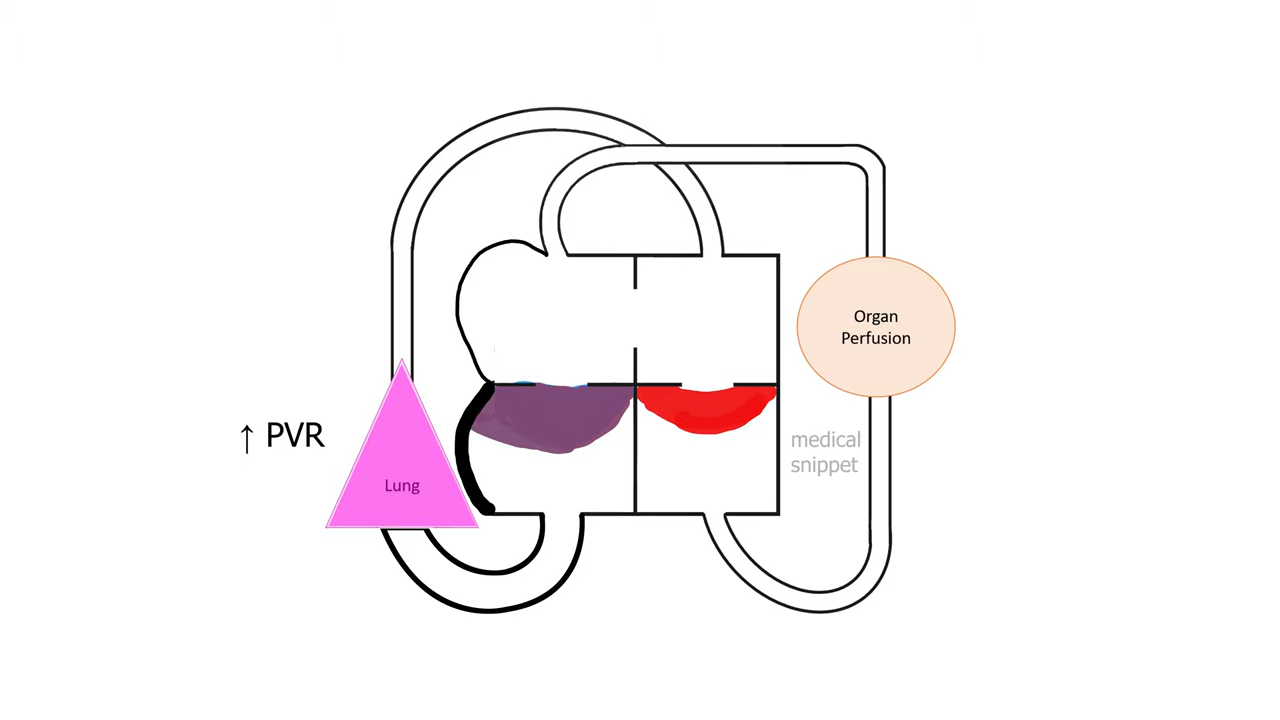 Organ
Perfusion
↑ PVR
medical
snippet
Lung